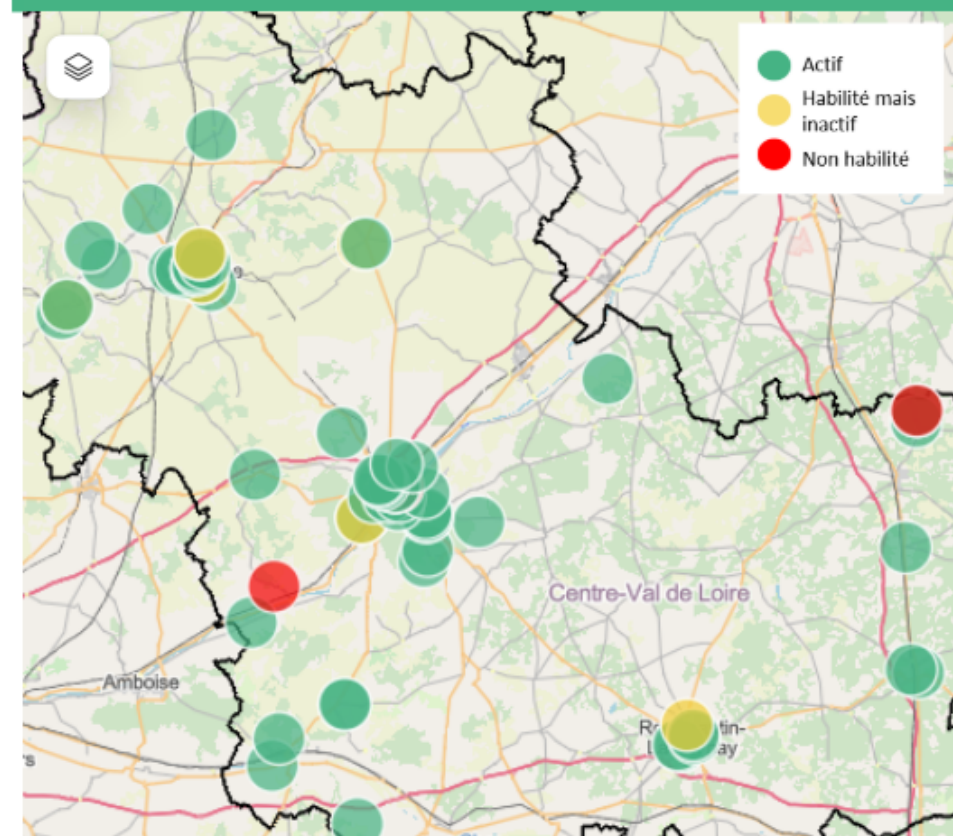 Actif
Habilité mais
inactif
Non habilité
Centre-Val de Loire
Amboise